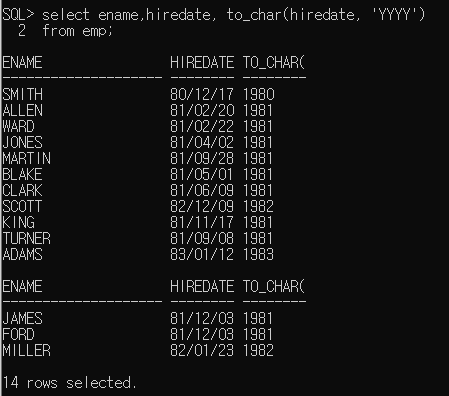 SQL> select ename,hiredate, to_char(hiredate, 'YYYY')
  2  from emp;
ENAME                HIREDATE TO_CHAR(
-------------------- -------- --------
SMITH                80/12/17 1980
ALLEN                81/02/20 1981
WARD                 81/02/22 1981
JONES                81/04/02 1981
MARTIN               81/09/28 1981
BLAKE                81/05/01 1981
CLARK                81/06/09 1981
SCOTT                82/12/09 1982
KING                 81/11/17 1981
TURNER               81/09/08 1981
ADAMS                83/01/12 1983
ENAME                HIREDATE TO_CHAR(
-------------------- -------- --------
JAMES                81/12/03 1981
FORD                 81/12/03 1981
MILLER               82/01/23 1982
14 rows selected.